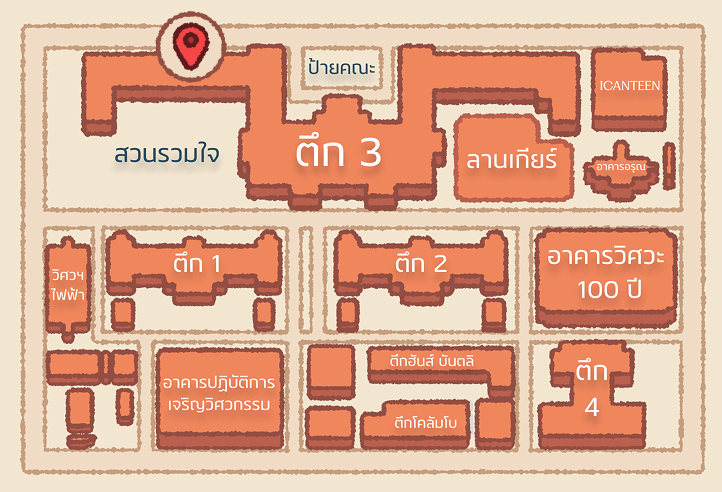 ป้ายคณะ
ICANTEEN
สวนรวมใจ
ตึก 3
ลานเกียร์
อาคารอรุณ
วิศวฯ
ไฟฟ้า
ตึก 1
ตึก 2
อาคารวิศวะ
100 ปี
อาคารปฏิบัติการ
เจริญวิศวกรรม
ตึกฮันส์ บันตลิ
ตึกโคลัมโบ
ตึก
4